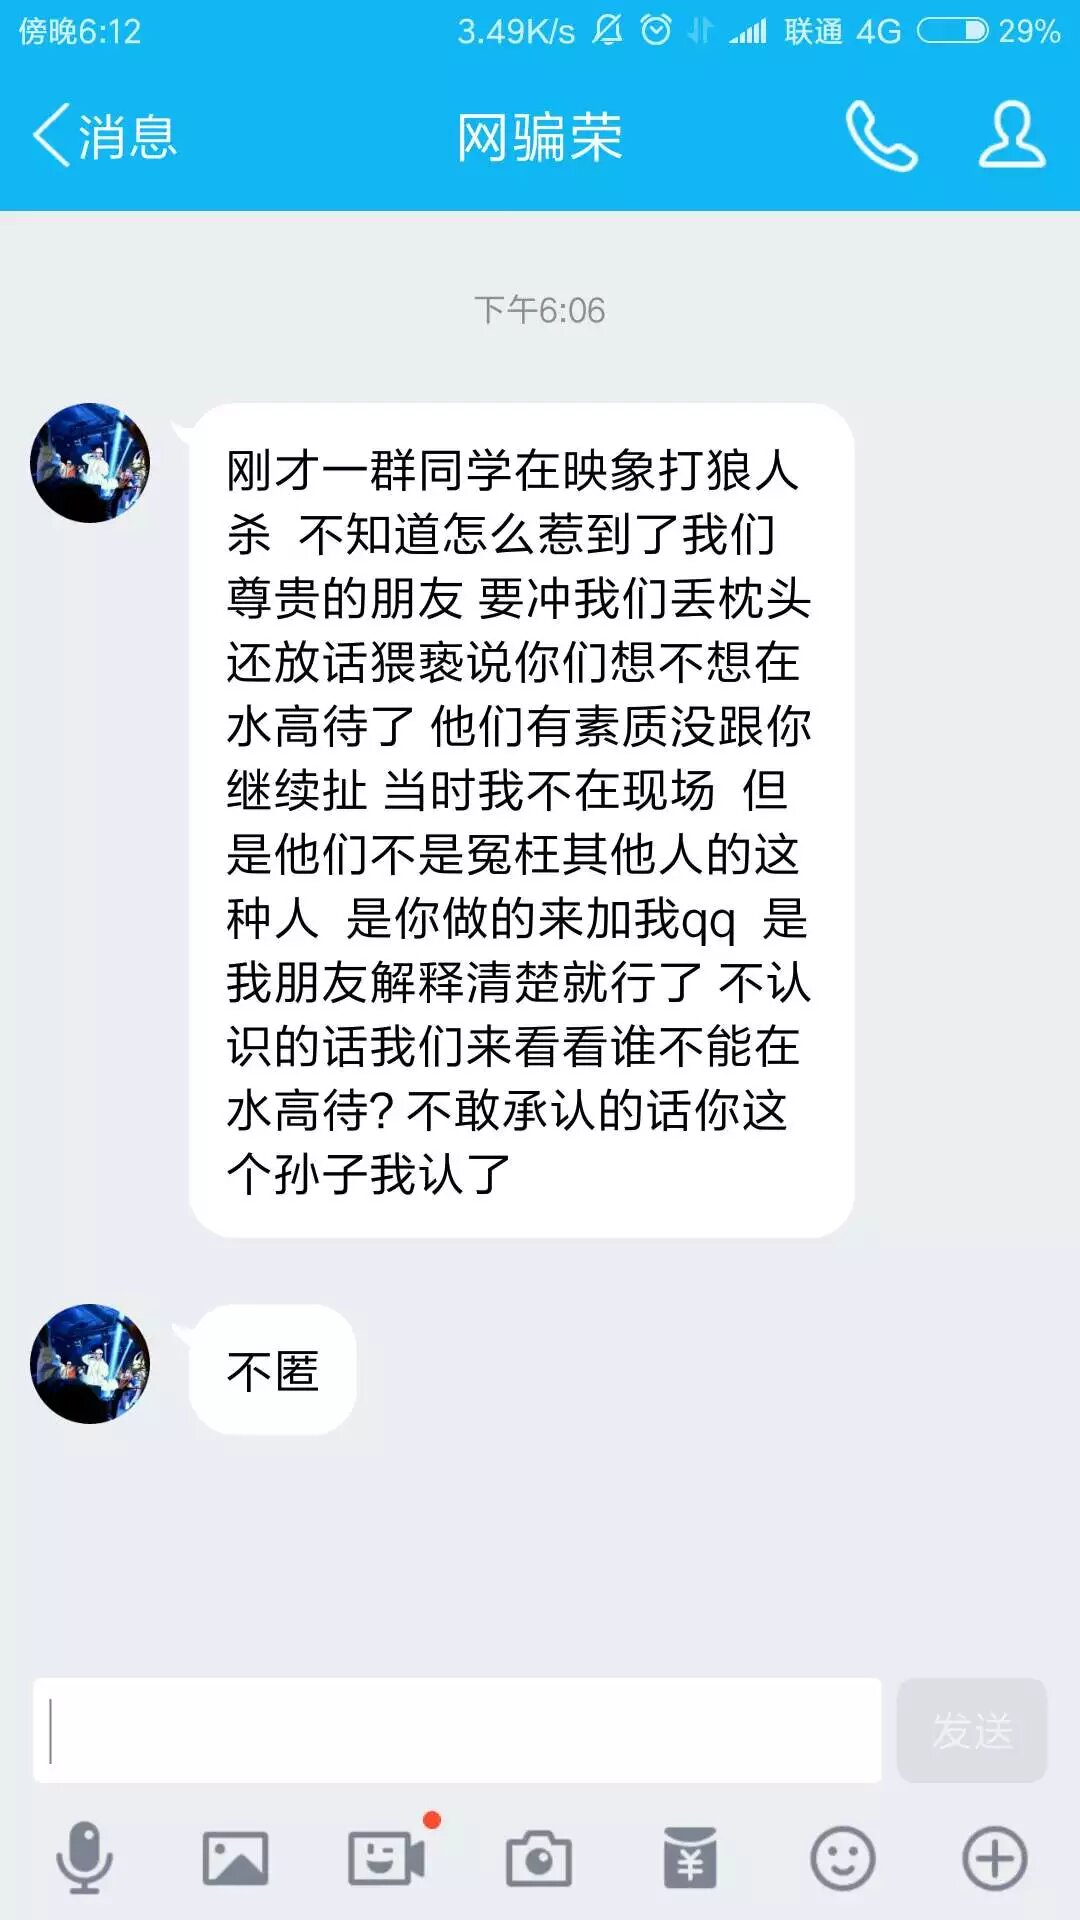 傍晚6:12 3.49K/s 联通 4G 29%
消息 网骗荣
下午6:06
刚才一群同学在映象打狼人
杀 不知道怎么惹到了我们
尊贵的朋友 要冲我们丢枕头
还放话猥亵说你们想不想在
水高待了 他们有素质没跟你
继续扯 当时我不在现场 但
是他们不是冤枉其他人的这
种人 是你做的来加我qq 是
我朋友解释清楚就行了 不认
识的话我们来看看谁不能在
水高待? 不敢承认的话你这
个孙子我认了
不匿
发送